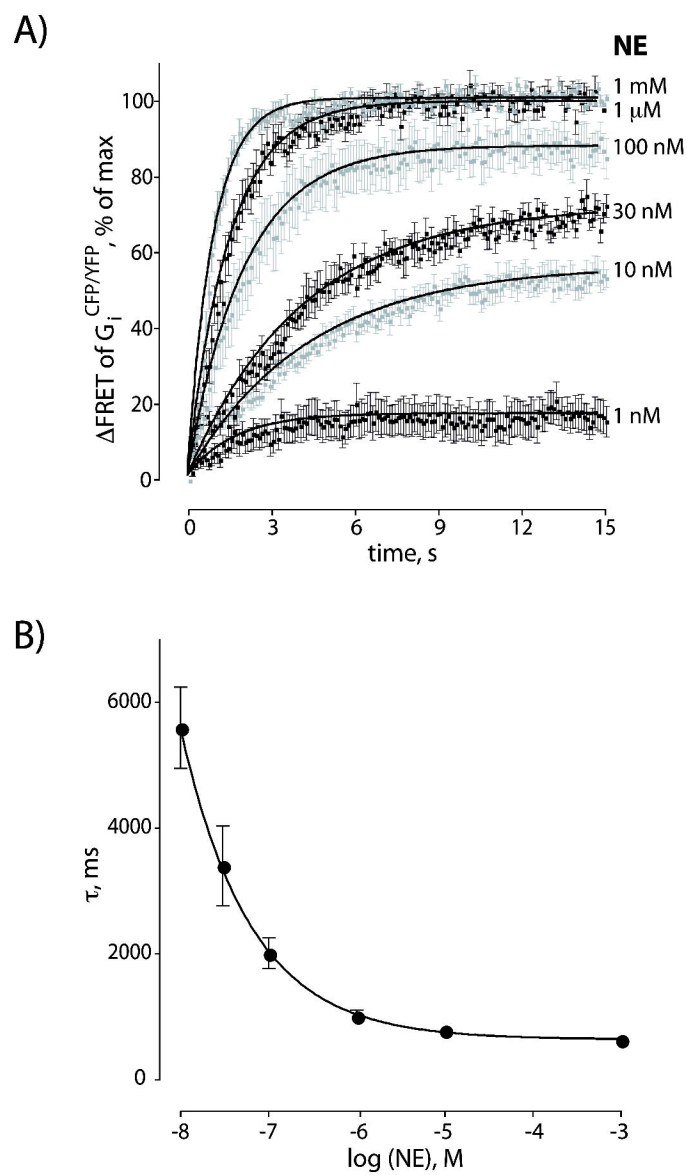 A)
NE
1 mM
1 μM
100 nM
30 nM
10 nM
1 nM
ΔFRET of Gi CFP/YFP, % of max
100
80
60
40
20
0
0 3 6 9 12 15
time, s
B)
6000
4000
2000
0
τ, ms
-8 -7 -6 -5 -4 -3
log (NE), M